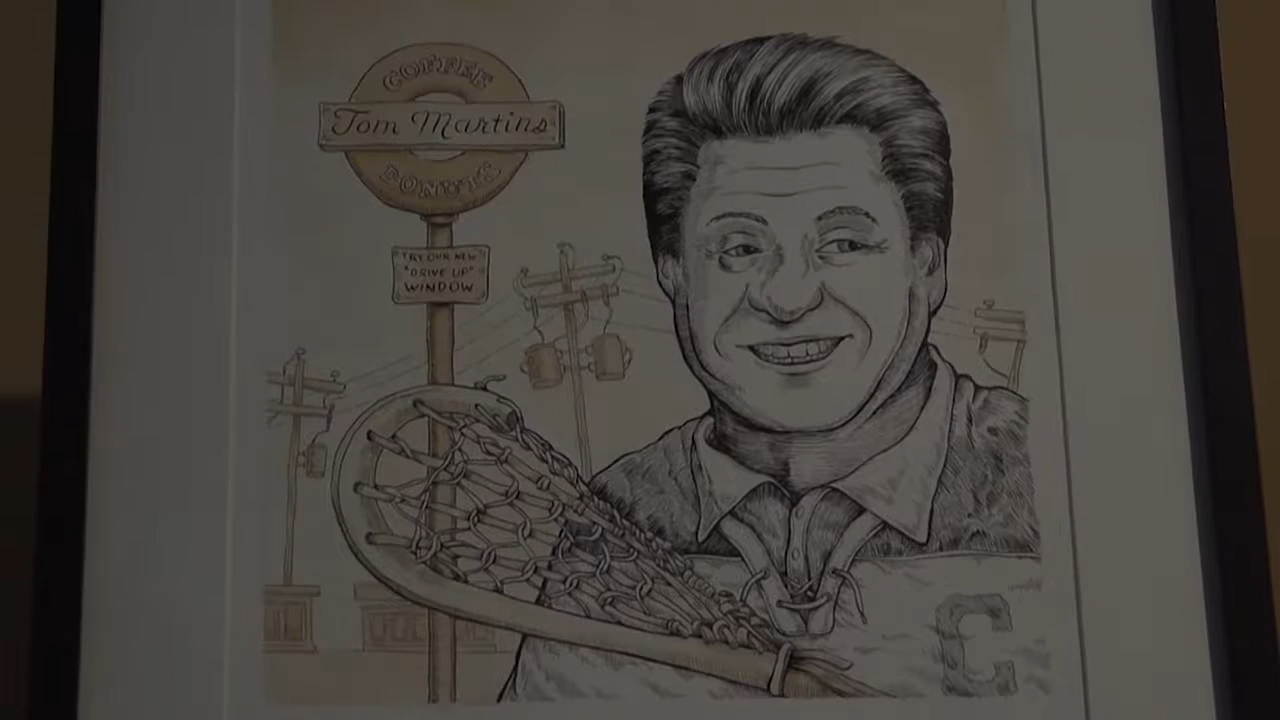 COFFEE
Tom Martins
DONUTS
TRY OUR NEW
"DRIVE UP"
WINDOW
C